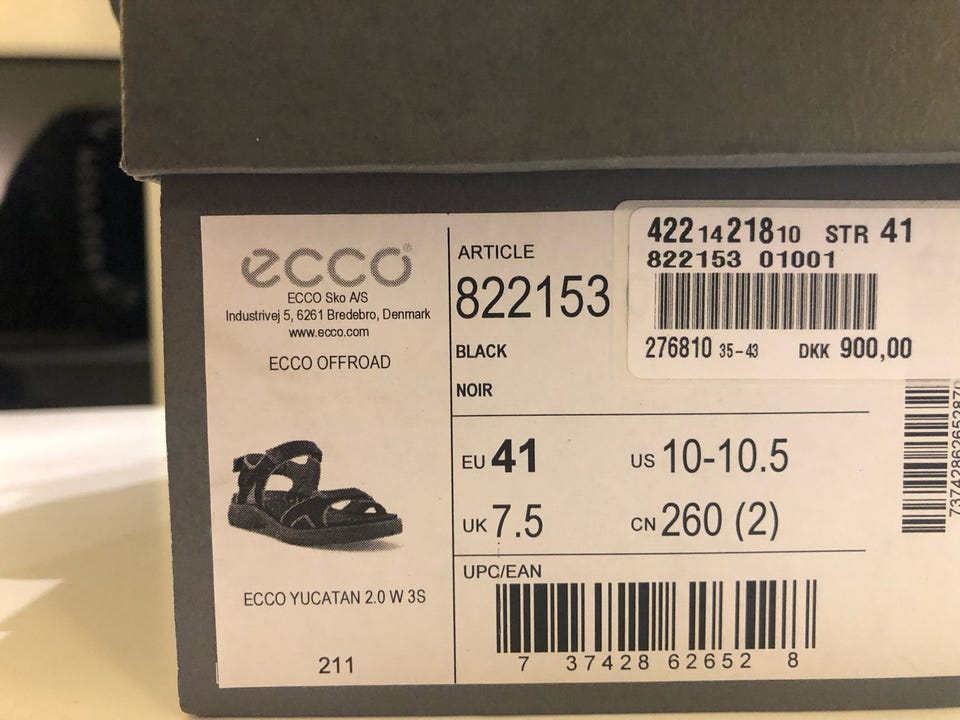 ecco
ECCO Sko A/S
Industrivej 5, 6261 Bredebro, Denmark
www.ecco.com
ECCO OFFROAD
ECCO YUCATAN 2.0 W 3S
211
ARTICLE
822153
BLACK
NOIR
EU 41 US 10-10.5
UK 7.5 CN 260 (2)
UPC/EAN
7 37428 62652 8
422 14 218 10 STR 41
822153 01001
276810 35-43 DKK 900,00